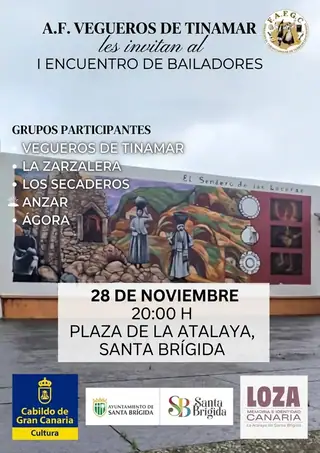 A.F. VEGUEROS DE TINAMAR
les invitan al
I ENCUENTRO DE BAILADORES
F.A.E.G.C.
GRUPOS PARTICIPANTES
VEGUEROS DE TINAMAR
LA ZARZALERA
LOS SECADEROS
ANZAR
ÁGORA
El Sendero de las Loceras
28 DE NOVIEMBRE
20:00 H
PLAZA DE LA ATALAYA,
SANTA BRÍGIDA
Cabildo de
Gran Canaria
Cultura
AYUNTAMIENTO DE
SANTA BRÍGIDA
Santa
Brígida
LOZA
MEMORIA E IDENTIDAD
CANARIA
La Atalaya de Santa Brígida